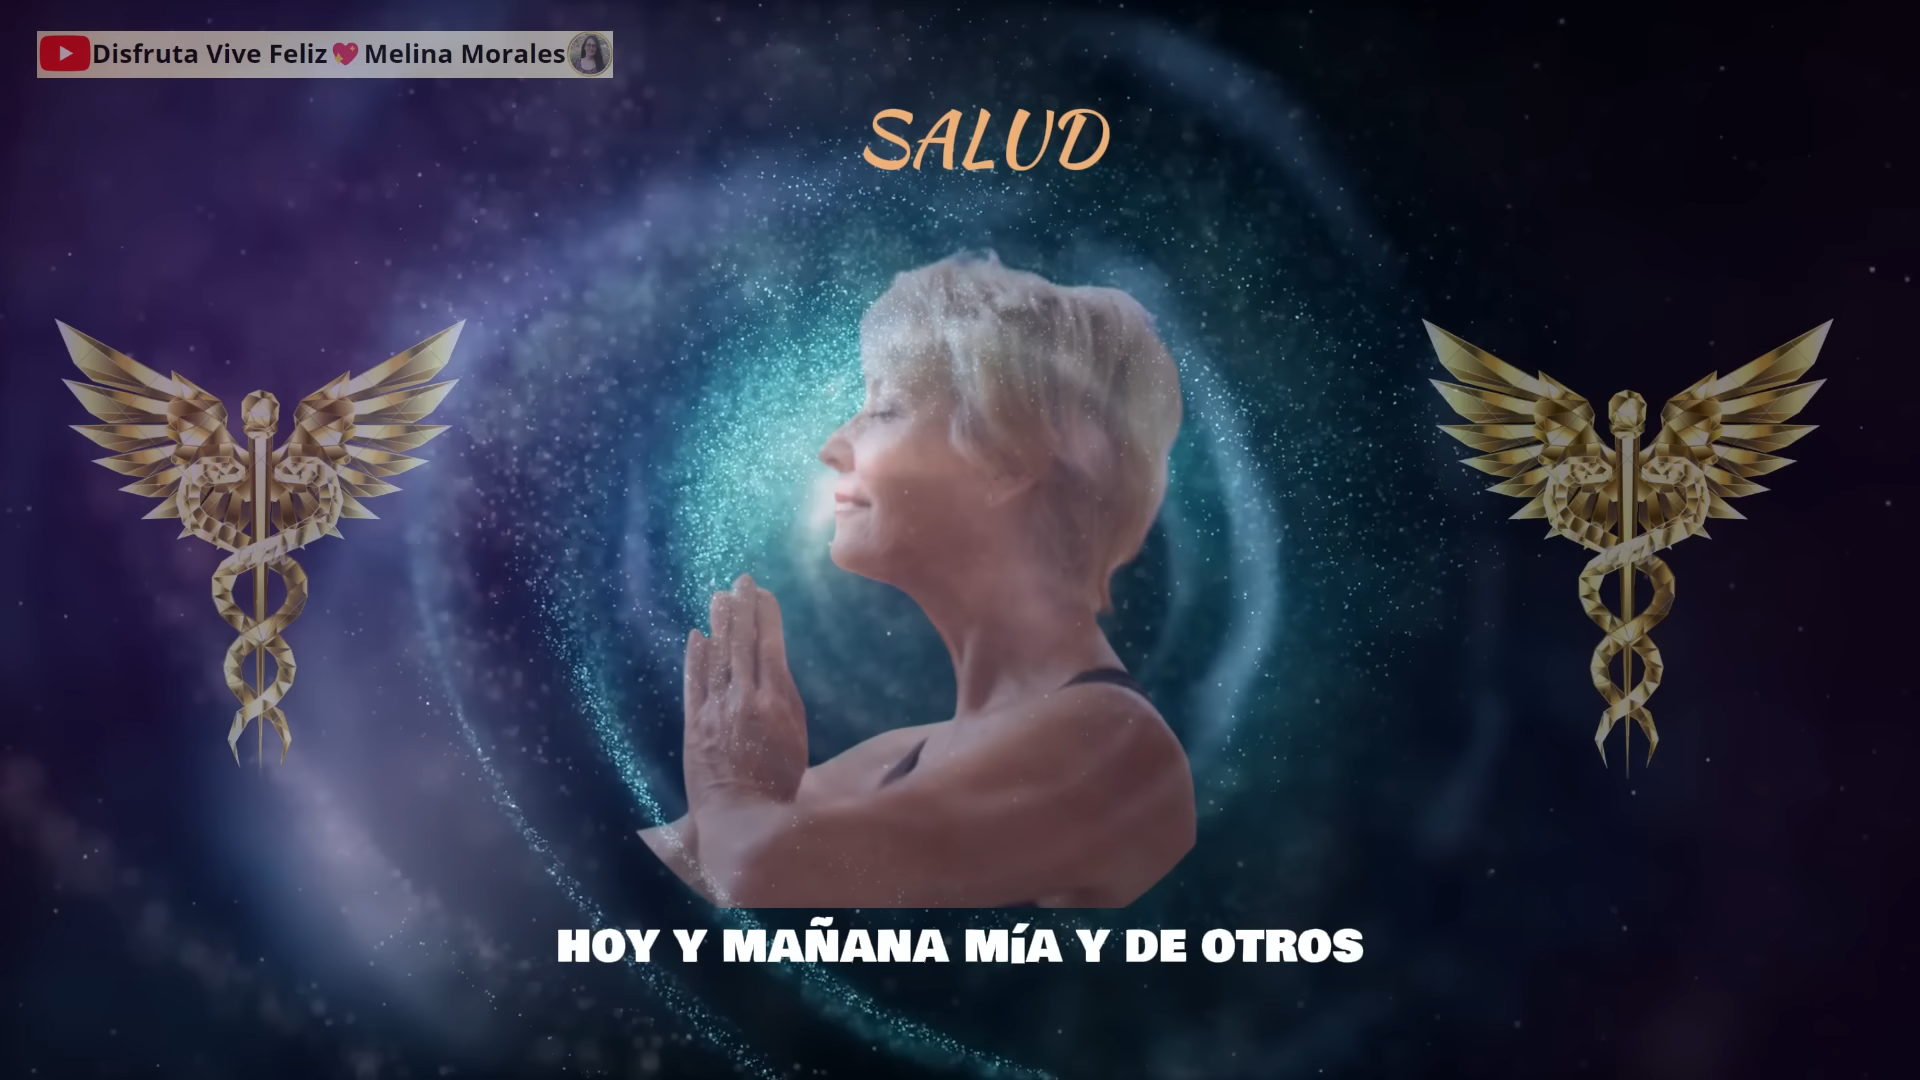 Disfruta Vive Feliz💖Melina Morales
SALUD
HOY Y MAÑANA MíA Y DE OTROS